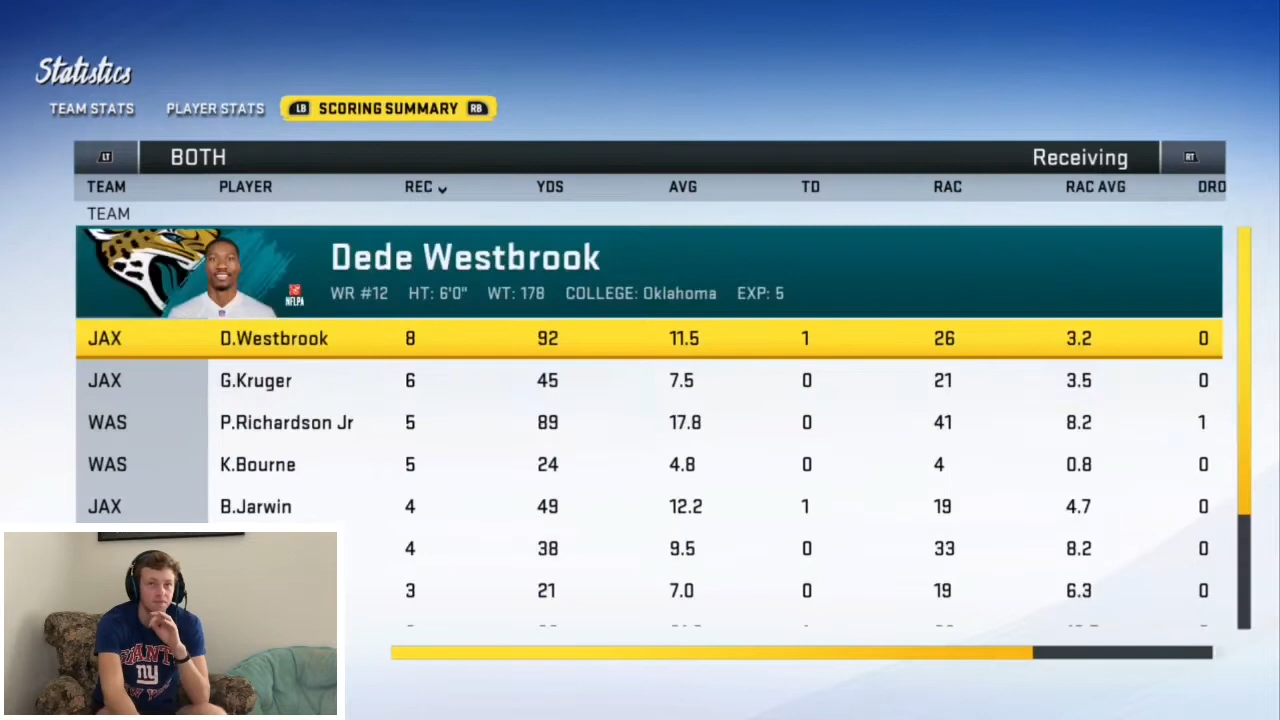 Statistics
TEAM STATS PLAYER STATS LB SCORING SUMMARY RB
LT BOTH Receiving RT
TEAM PLAYER REC YDS AVG TD RAC RAC AVG DRO
TEAM
Dede Westbrook
NFLPA WR #12 HT: 6'0" WT: 178 COLLEGE: Oklahoma EXP: 5
JAX D.Westbrook 8 92 11.5 1 26 3.2 0
JAX G.Kruger 6 45 7.5 0 21 3.5 0
WAS P.Richardson Jr 5 89 17.8 0 41 8.2 1
WAS K.Bourne 5 24 4.8 0 4 0.8 0
JAX B.Jarwin 4 49 12.2 1 19 4.7 0
4 38 9.5 0 33 8.2 0
3 21 7.0 0 19 6.3 0
GIANTS
ny
NEW YORK